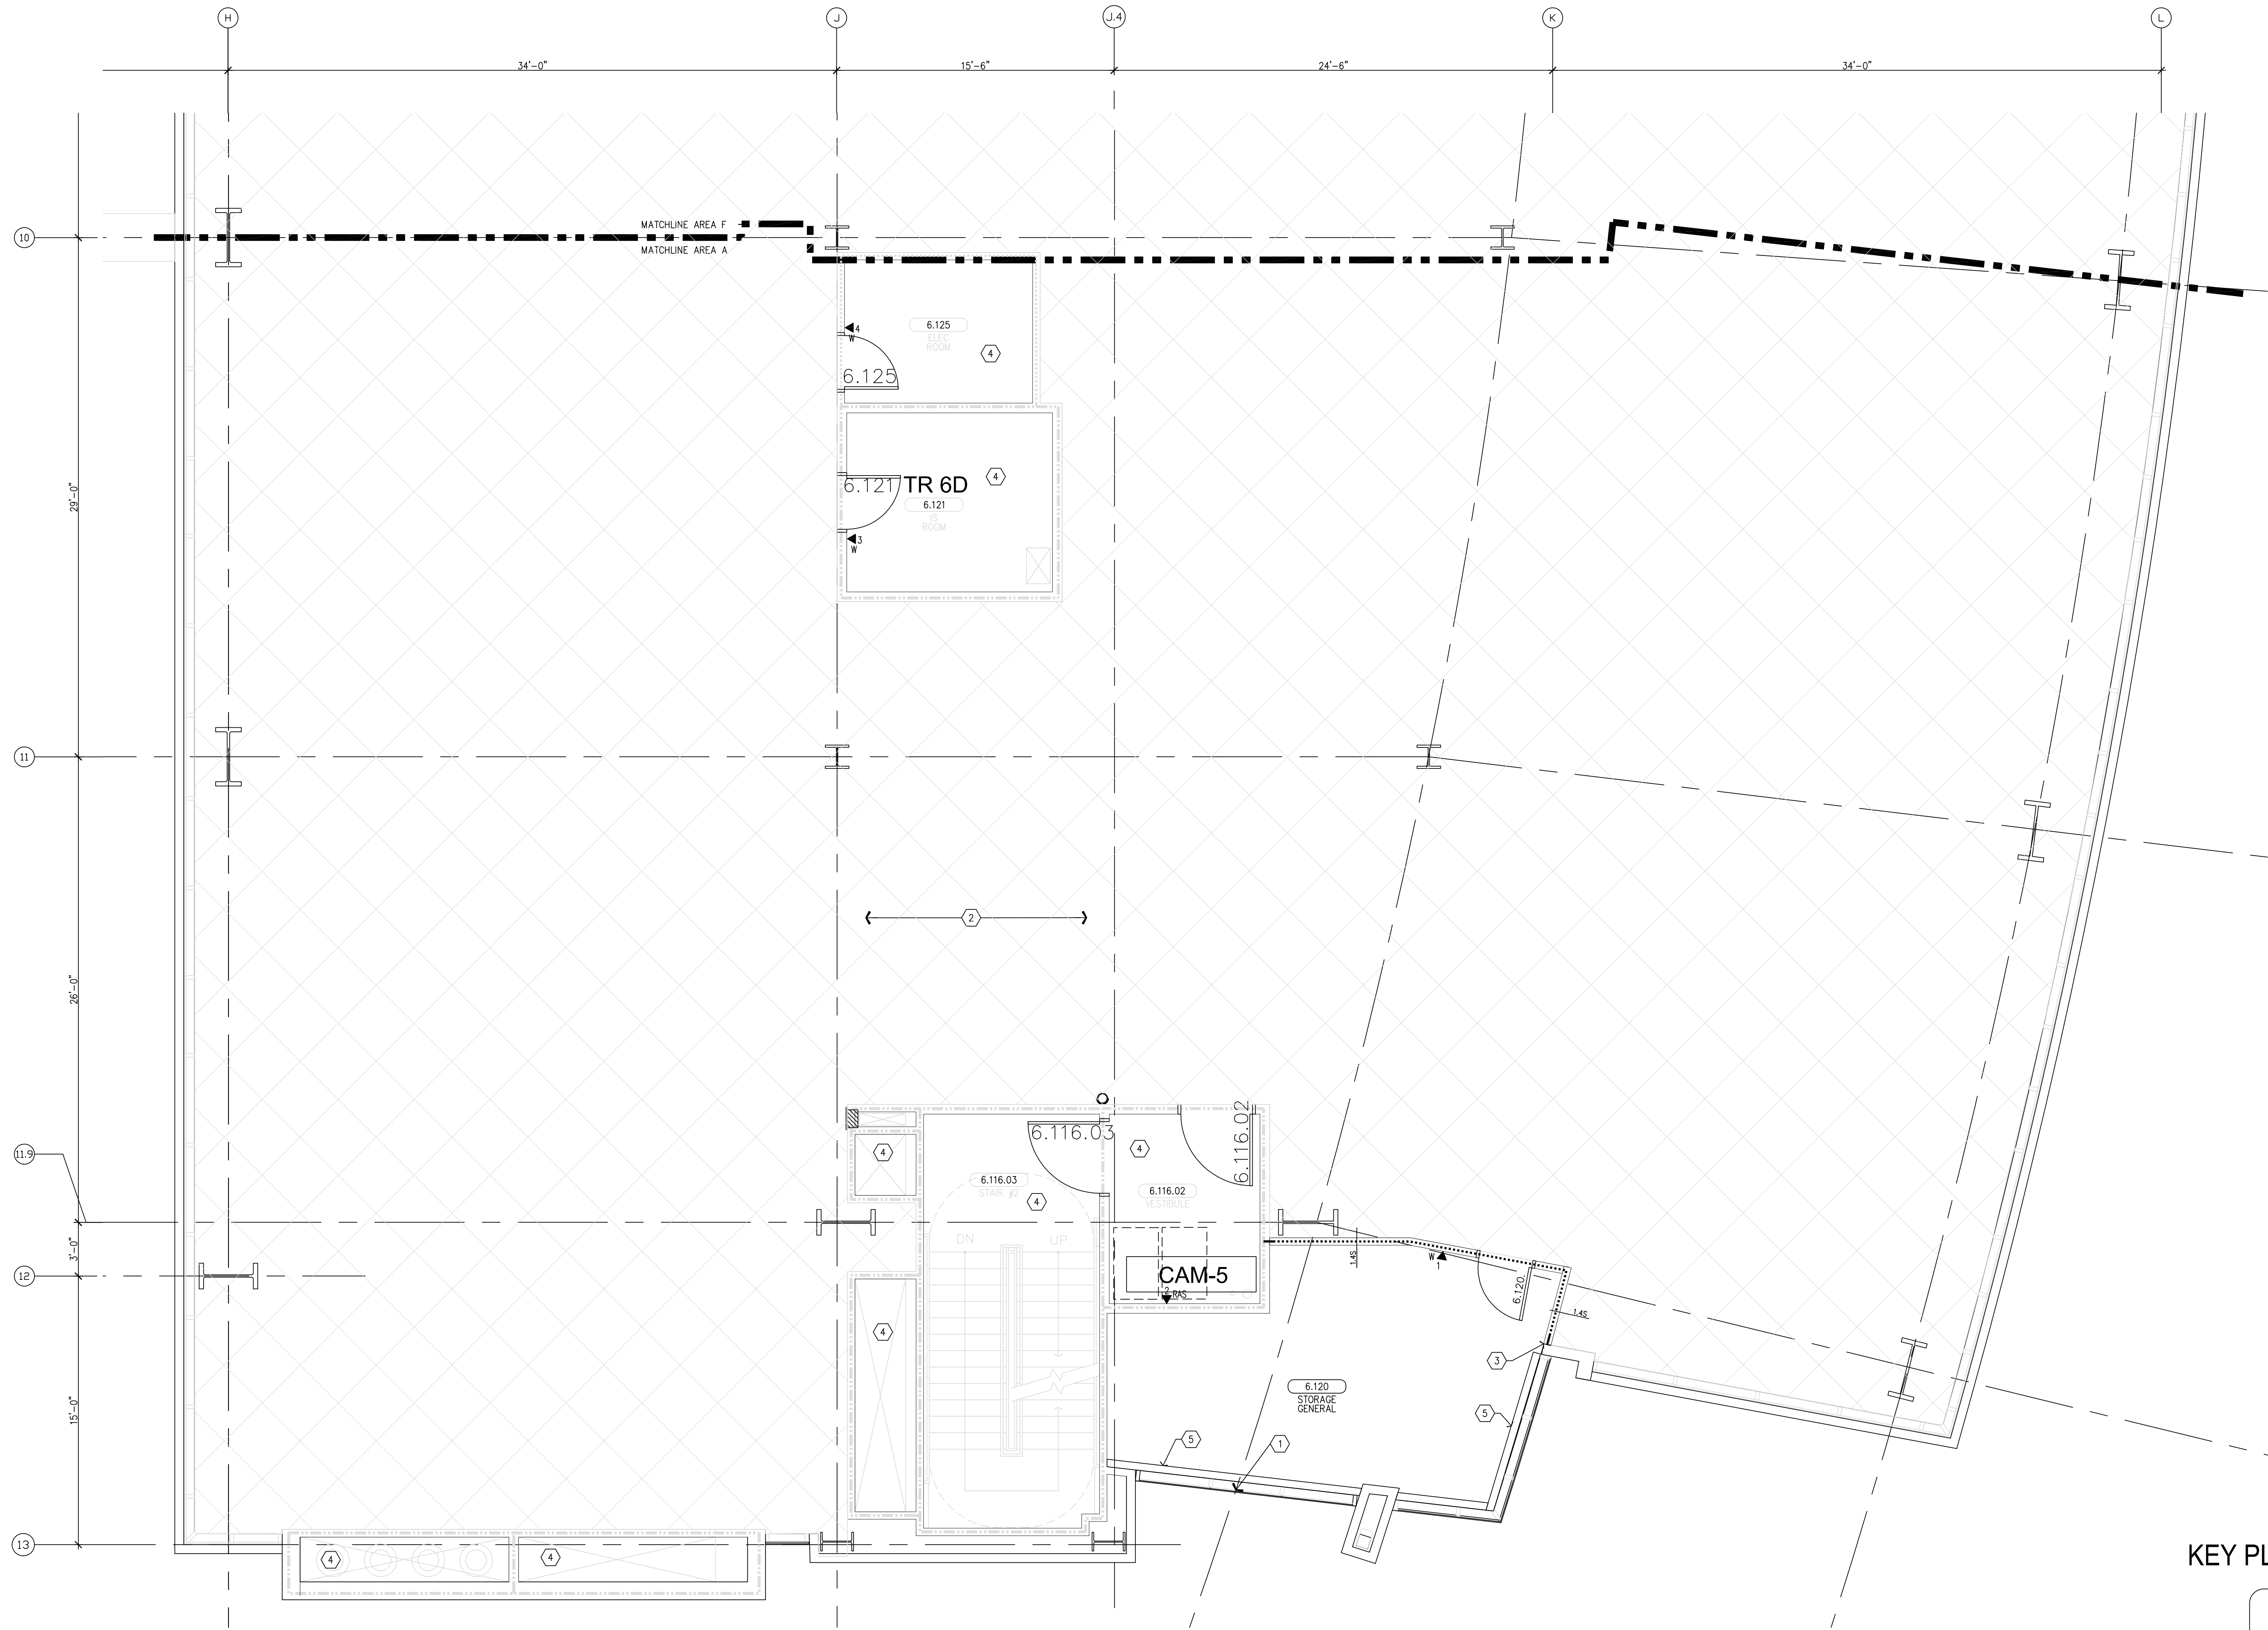 H
J
J.4
K
L
34'-0"
15'-6"
24'-6"
34'-0"
10
MATCHLINE AREA F
MATCHLINE AREA A
4
W
6.125
ELEC
ROOM
4
6.125
29'-0"
6.121
TR 6D
4
6.121
IS
ROOM
3
W
11
2
26'-0"
6.116.03
6.116.02
4
4
11.9
6.116.03
STAIR #2
4
6.116.02
VESTIBULE
DN
UP
3'-0"
12
CAM-5
2
RAS
1.4S
W
1
6.120
1.4S
4
3
6.120
STORAGE
GENERAL
15'-0"
5
5
1
13
4
4
KEY PL